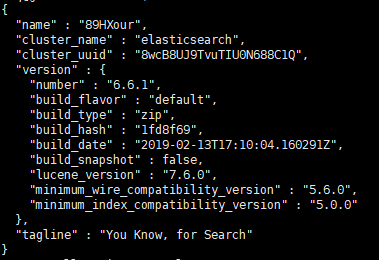 {
"name" : "89HXour",
"cluster_name" : "elasticsearch",
"cluster_uuid" : "8wcB8UJ9TvuTIU0N688C1Q",
"version" : {
"number" : "6.6.1",
"build_flavor" : "default",
"build_type" : "zip",
"build_hash" : "1fd8f69",
"build_date" : "2019-02-13T17:10:04.160291Z",
"build_snapshot" : false,
"lucene_version" : "7.6.0",
"minimum_wire_compatibility_version" : "5.6.0",
"minimum_index_compatibility_version" : "5.0.0"
},
"tagline" : "You Know, for Search"
}